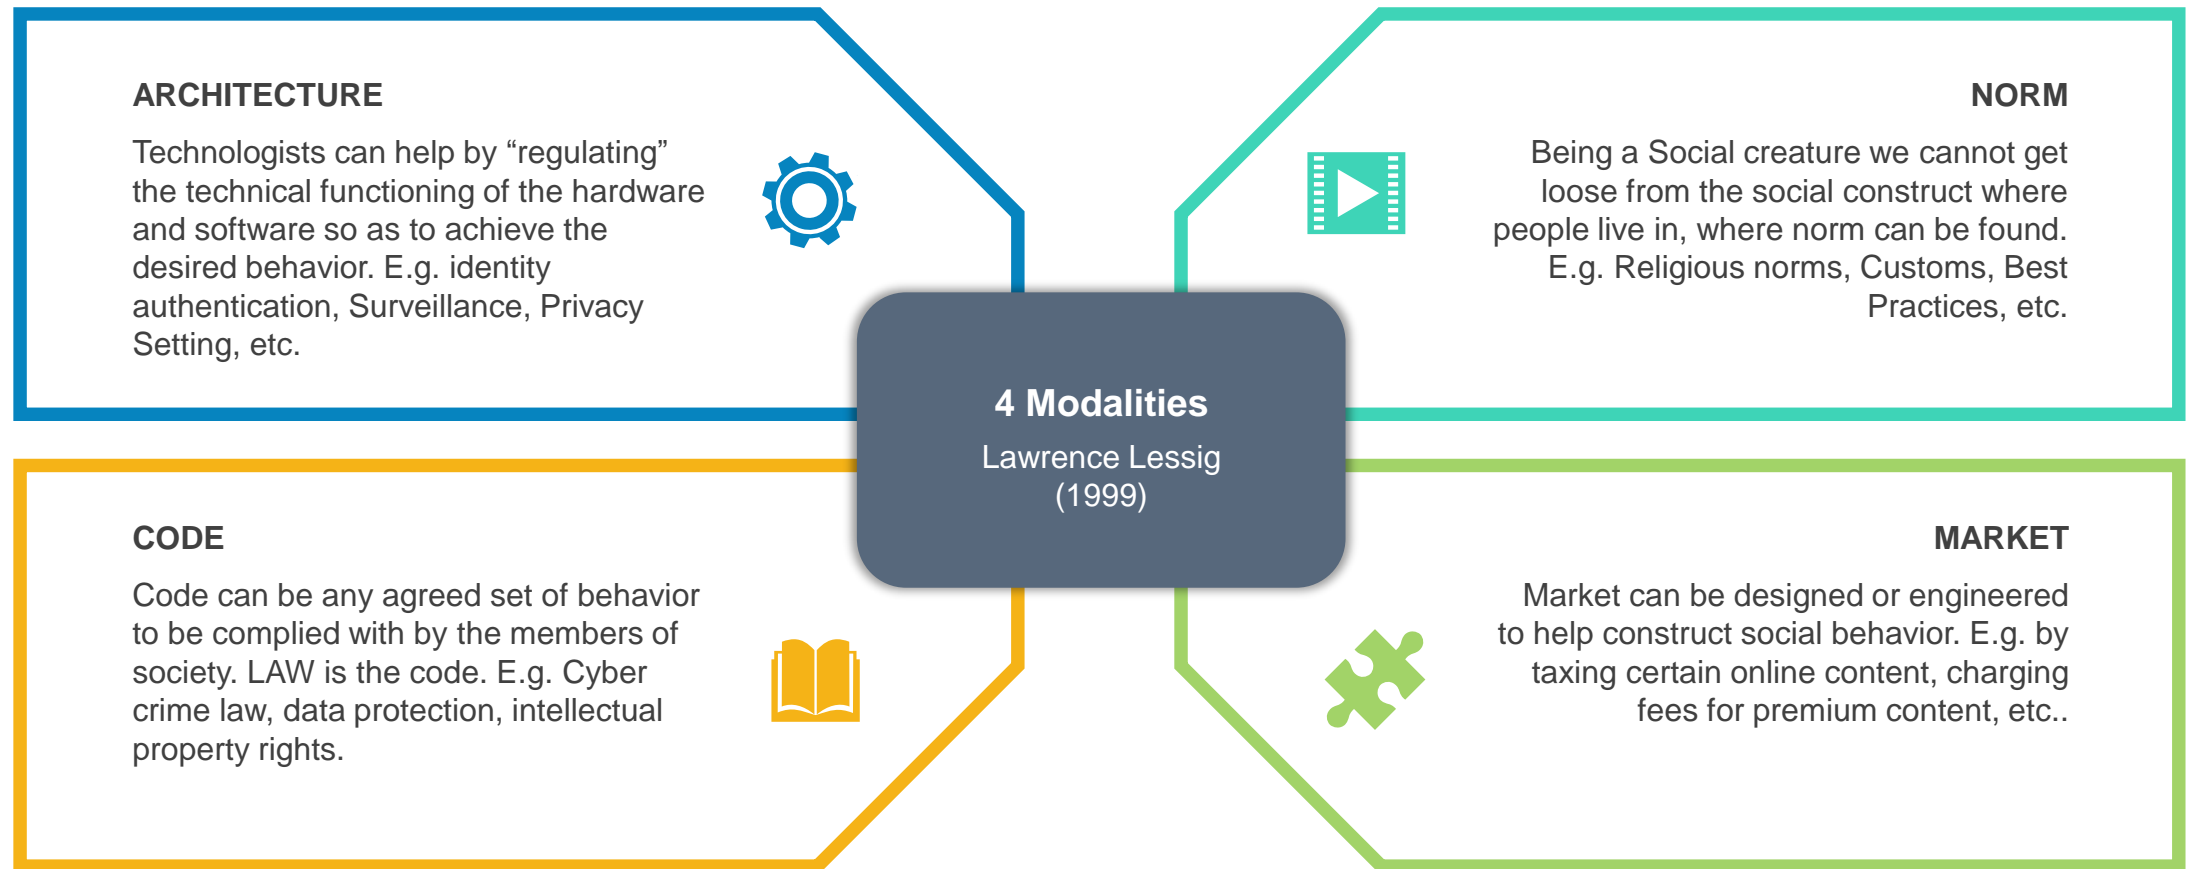 ARCHITECTURE
Technologists can help by “regulating”
the technical functioning of the hardware
and software so as to achieve the
desired behavior. E.g. identity
authentication, Surveillance, Privacy
Setting, etc.
NORM
Being a Social creature we cannot get
loose from the social construct where
people live in, where norm can be found.
E.g. Religious norms, Customs, Best
Practices, etc.
4 Modalities
Lawrence Lessig
(1999)
CODE
Code can be any agreed set of behavior
to be complied with by the members of
society. LAW is the code. E.g. Cyber
crime law, data protection, intellectual
property rights.
MARKET
Market can be designed or engineered
to help construct social behavior. E.g. by
taxing certain online content, charging
fees for premium content, etc..